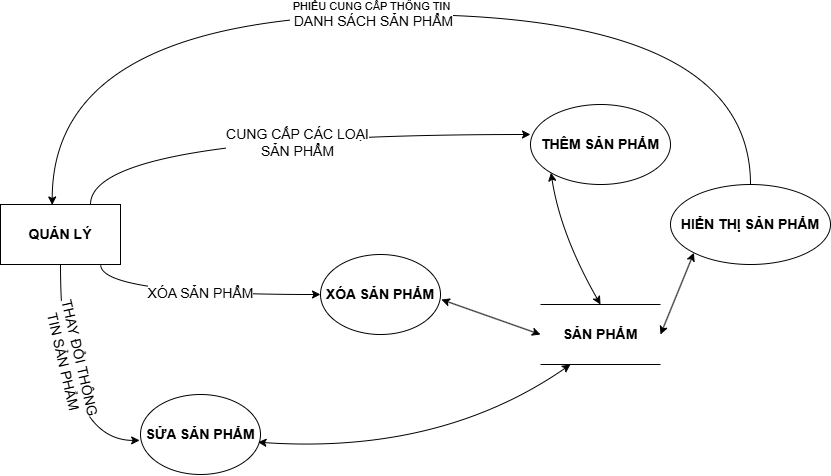 PHIẾU CUNG CẤP THÔNG TIN
DANH SÁCH SẢN PHẨM
CUNG CẤP CÁC LOẠI
SẢN PHẨM
THÊM SẢN PHẨM
HIỂN THỊ SẢN PHẨM
QUẢN LÝ
XÓA SẢN PHẨM
XÓA SẢN PHẨM
SẢN PHẨM
THAY ĐỔI THÔNG
TIN SẢN PHẨM
SỬA SẢN PHẨM